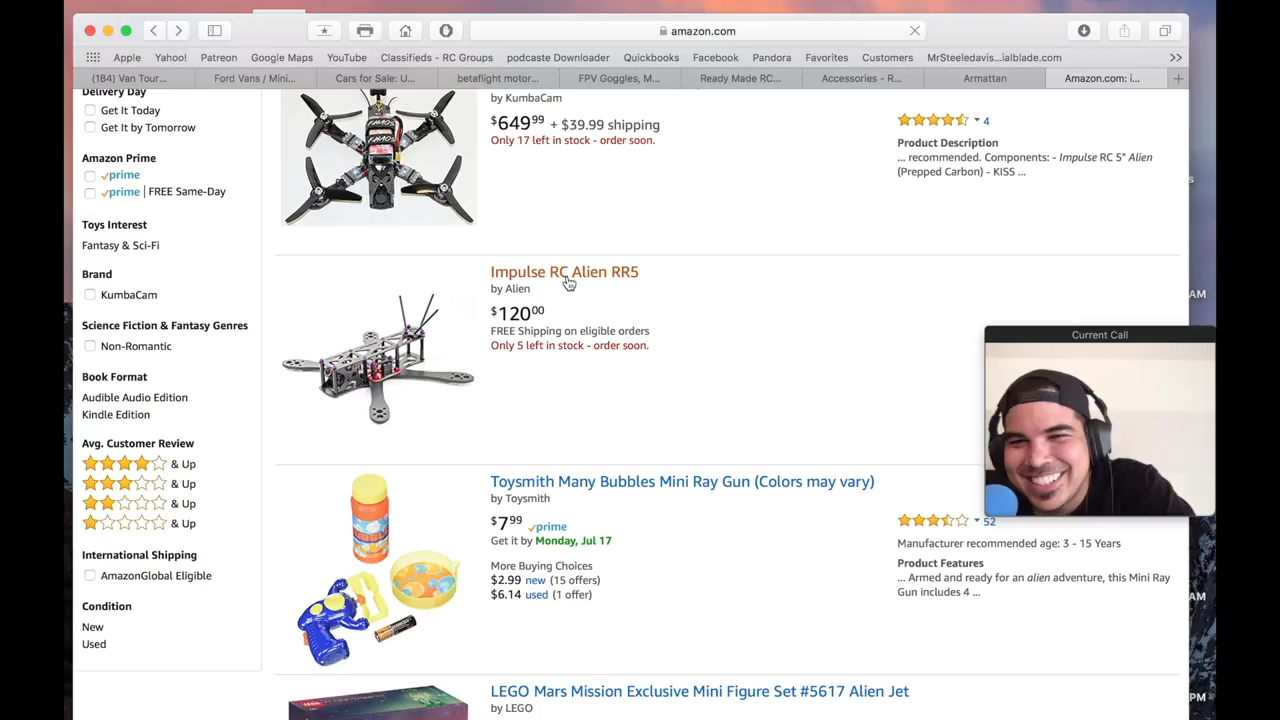 amazon.com
Apple Yahoo! Patreon Google Maps YouTube Classifieds - RC Groups podcaste Downloader Quickbooks Facebook Pandora Favorites Customers MrSteeledavis...ialblade.com
(184) Van Tour... Ford Vans / Mini... Cars for Sale: U... betaflight motor... FPV Goggles, M... Ready Made RC... Accessories - R... Armattan Amazon.com: i...
Delivery Day
Get It Today
Get It by Tomorrow
Amazon Prime
prime
prime | FREE Same-Day
Toys Interest
Fantasy & Sci-Fi
Brand
KumbaCam
Science Fiction & Fantasy Genres
Non-Romantic
Book Format
Audible Audio Edition
Kindle Edition
Avg. Customer Review
& Up
& Up
& Up
& Up
International Shipping
AmazonGlobal Eligible
Condition
New
Used
by KumbaCam
$649.99 + $39.99 shipping
Only 17 left in stock - order soon.
4
Product Description
... recommended. Components: - Impulse RC 5" Alien
(Prepped Carbon) - KISS ...
Impulse RC Alien RR5
by Alien
$120.00
FREE Shipping on eligible orders
Only 5 left in stock - order soon.
Toysmith Many Bubbles Mini Ray Gun (Colors may vary)
by Toysmith
$7.99 prime
Get it by Monday, Jul 17
More Buying Choices
$2.99 new (15 offers)
$6.14 used (1 offer)
52
Manufacturer recommended age: 3 - 15 Years
Product Features
... Armed and ready for an alien adventure, this Mini Ray
Gun includes 4 ...
LEGO Mars Mission Exclusive Mini Figure Set #5617 Alien Jet
by LEGO
Current Call
AM
AM
PM